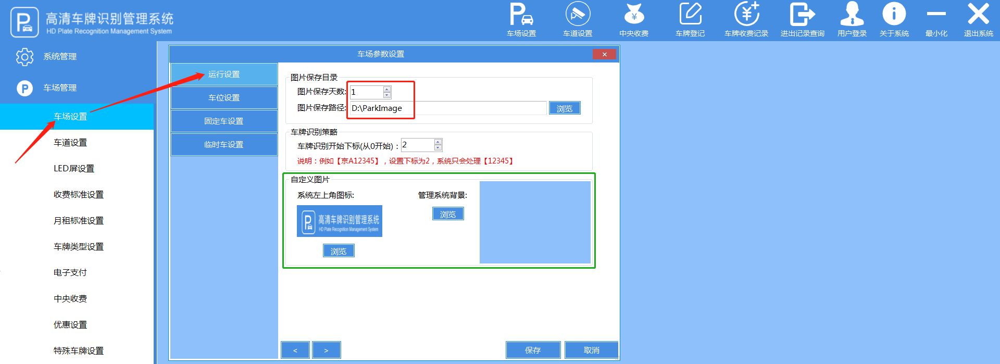 高清车牌识别管理系统
HD Plate Recognition Management System
车场设置
车道设置
中央收费
车牌登记
车牌收费记录
进出记录查询
用户登录
关于系统
最小化
退出系统
系统管理
车场管理
车场设置
车道设置
LED屏设置
收费标准设置
月租标准设置
车牌类型设置
电子支付
中央收费
优惠设置
特殊车牌设置
车场参数设置
运行设置
车位设置
固定车设置
临时车设置
图片保存目录
图片保存天数: 1
图片保存路径: D:\ParkImage 浏览
车牌识别策略
车牌识别开始下标(从0开始)：2
说明：例如【京A12345】，设置下标为2，系统只会处理【12345】
自定义图片
系统左上角图标:
高清车牌识别管理系统
HD Plate Recognition Management System
浏览
管理系统背景:
浏览
< >
保存 取消